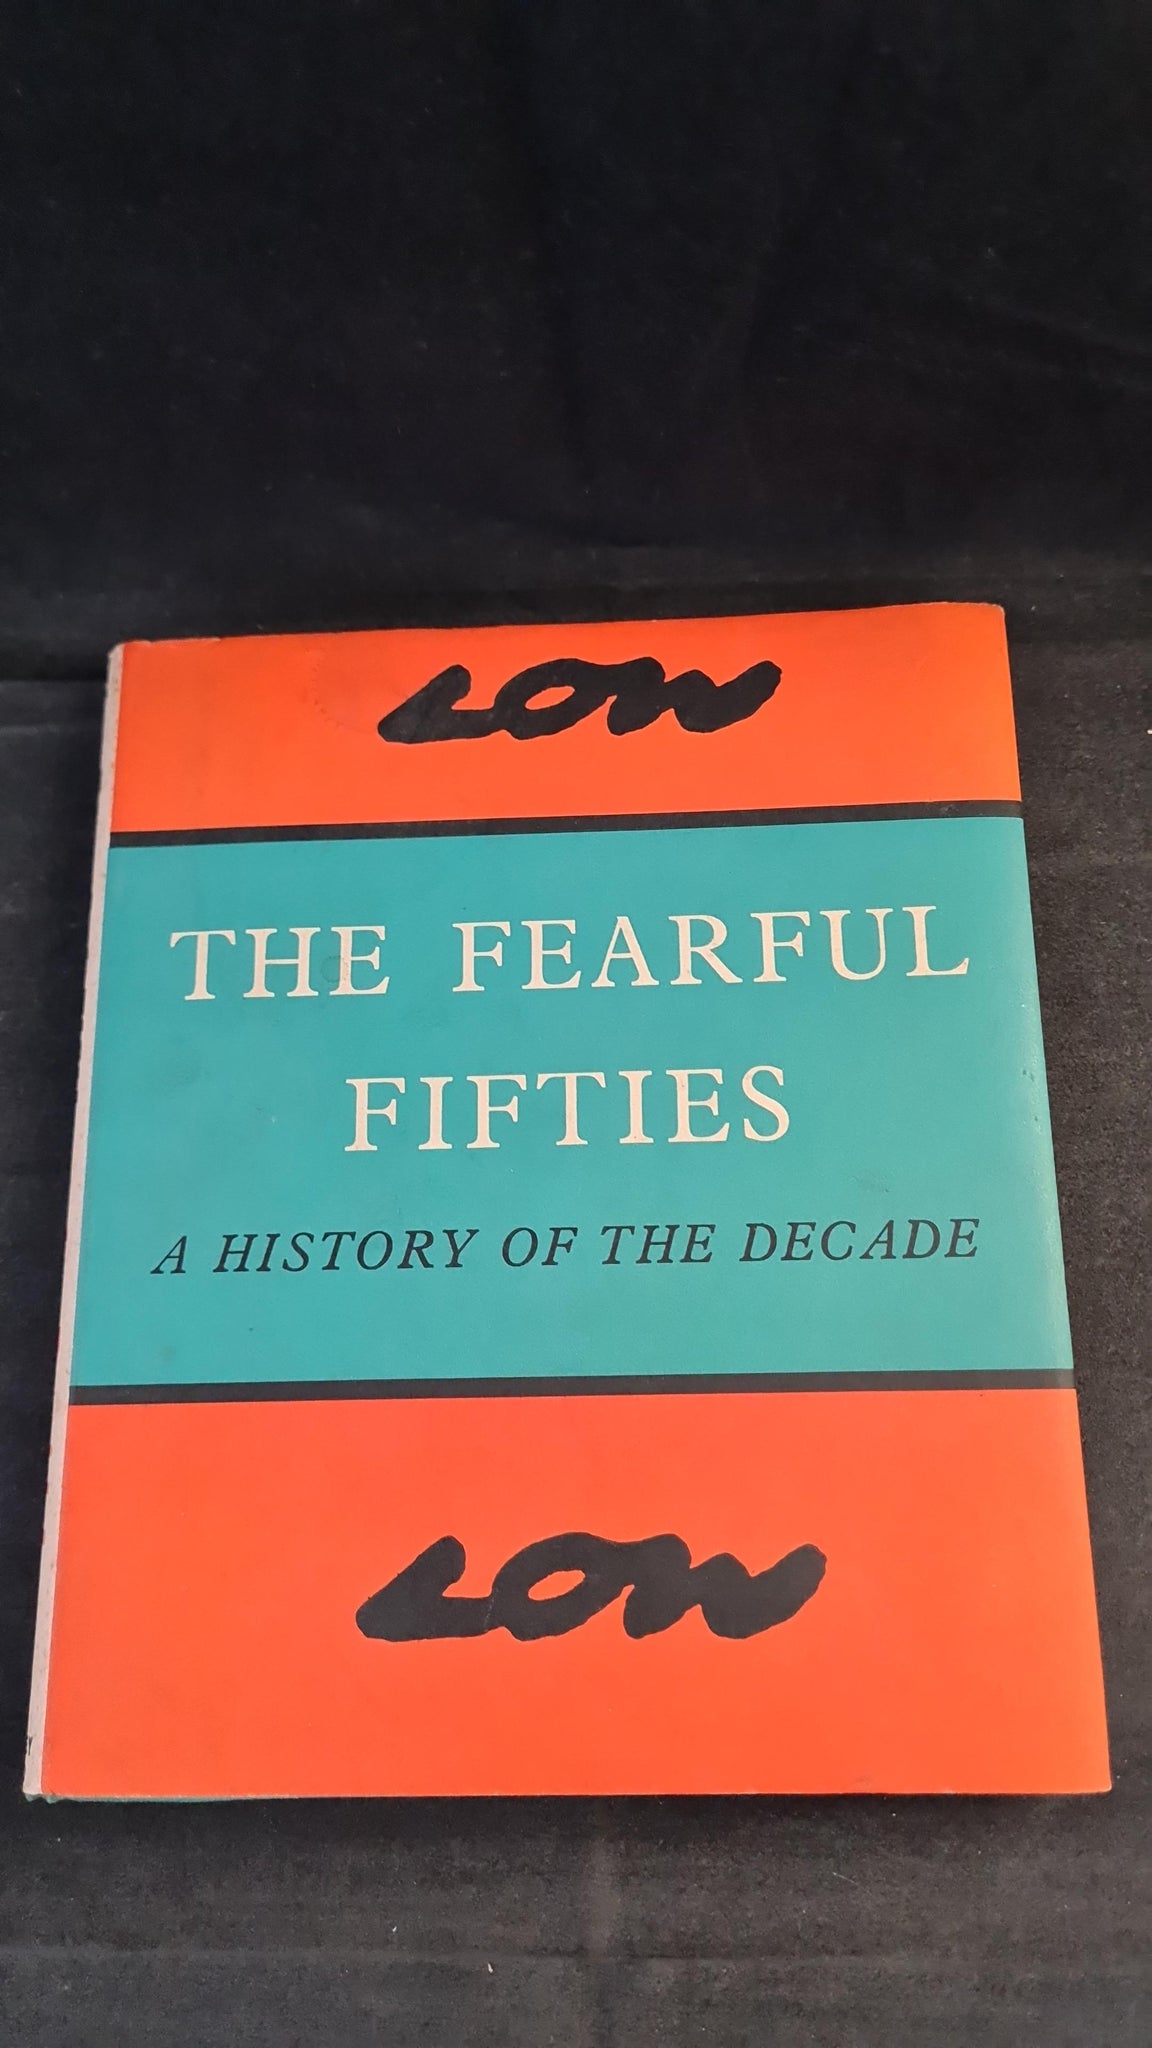 LOW
THE FEARFUL
FIFTIES
A HISTORY OF THE DECADE
LOW